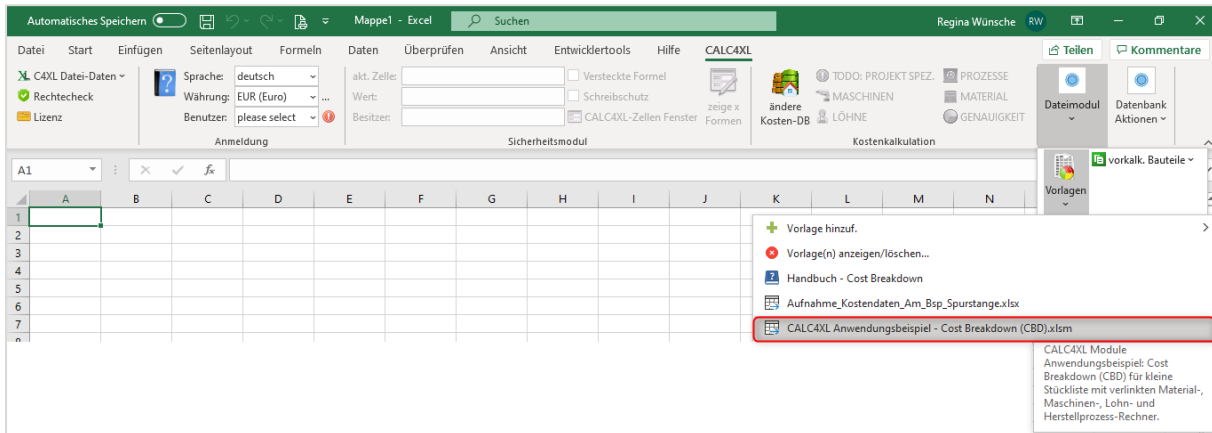 Automatisches Speichern Mappe1 - Excel Suchen Regina Wünsche RW
Datei Start Einfügen Seitenlayout Formeln Daten Überprüfen Ansicht Entwicklertools Hilfe CALC4XL Teilen Kommentare
C4XL Datei-Daten Sprache: deutsch akt. Zelle: Versteckte Formel TODO: PROJEKT SPEZ. PROZESSE
Rechtecheck Währung: EUR (Euro) ... Wert: Schreibschutz MASCHINEN MATERIAL
Lizenz Benutzer: please select Besitzer: CALC4XL-Zellen Fenster LÖHNE GENAUIGKEIT
zeige x
Formen
ändere
Kosten-DB
Dateimodul
Datenbank
Aktionen
Anmeldung Sicherheitsmodul Kostenkalkulation
A1 fx
vorkalk. Bauteile
Vorlagen
A B C D E F G H I J K L M N
1
2
3
4
5
6
7
8
Vorlage hinzuf.
Vorlage(n) anzeigen/löschen...
Handbuch - Cost Breakdown
Aufnahme_Kostendaten_Am_Bsp_Spurstange.xlsx
CALC4XL Anwendungsbeispiel - Cost Breakdown (CBD).xlsm
CALC4XL Module
Anwendungsbeispiel: Cost
Breakdown (CBD) für kleine
Stückliste mit verlinkten Material-,
Maschinen-, Lohn- und
Herstellprozess-Rechner.